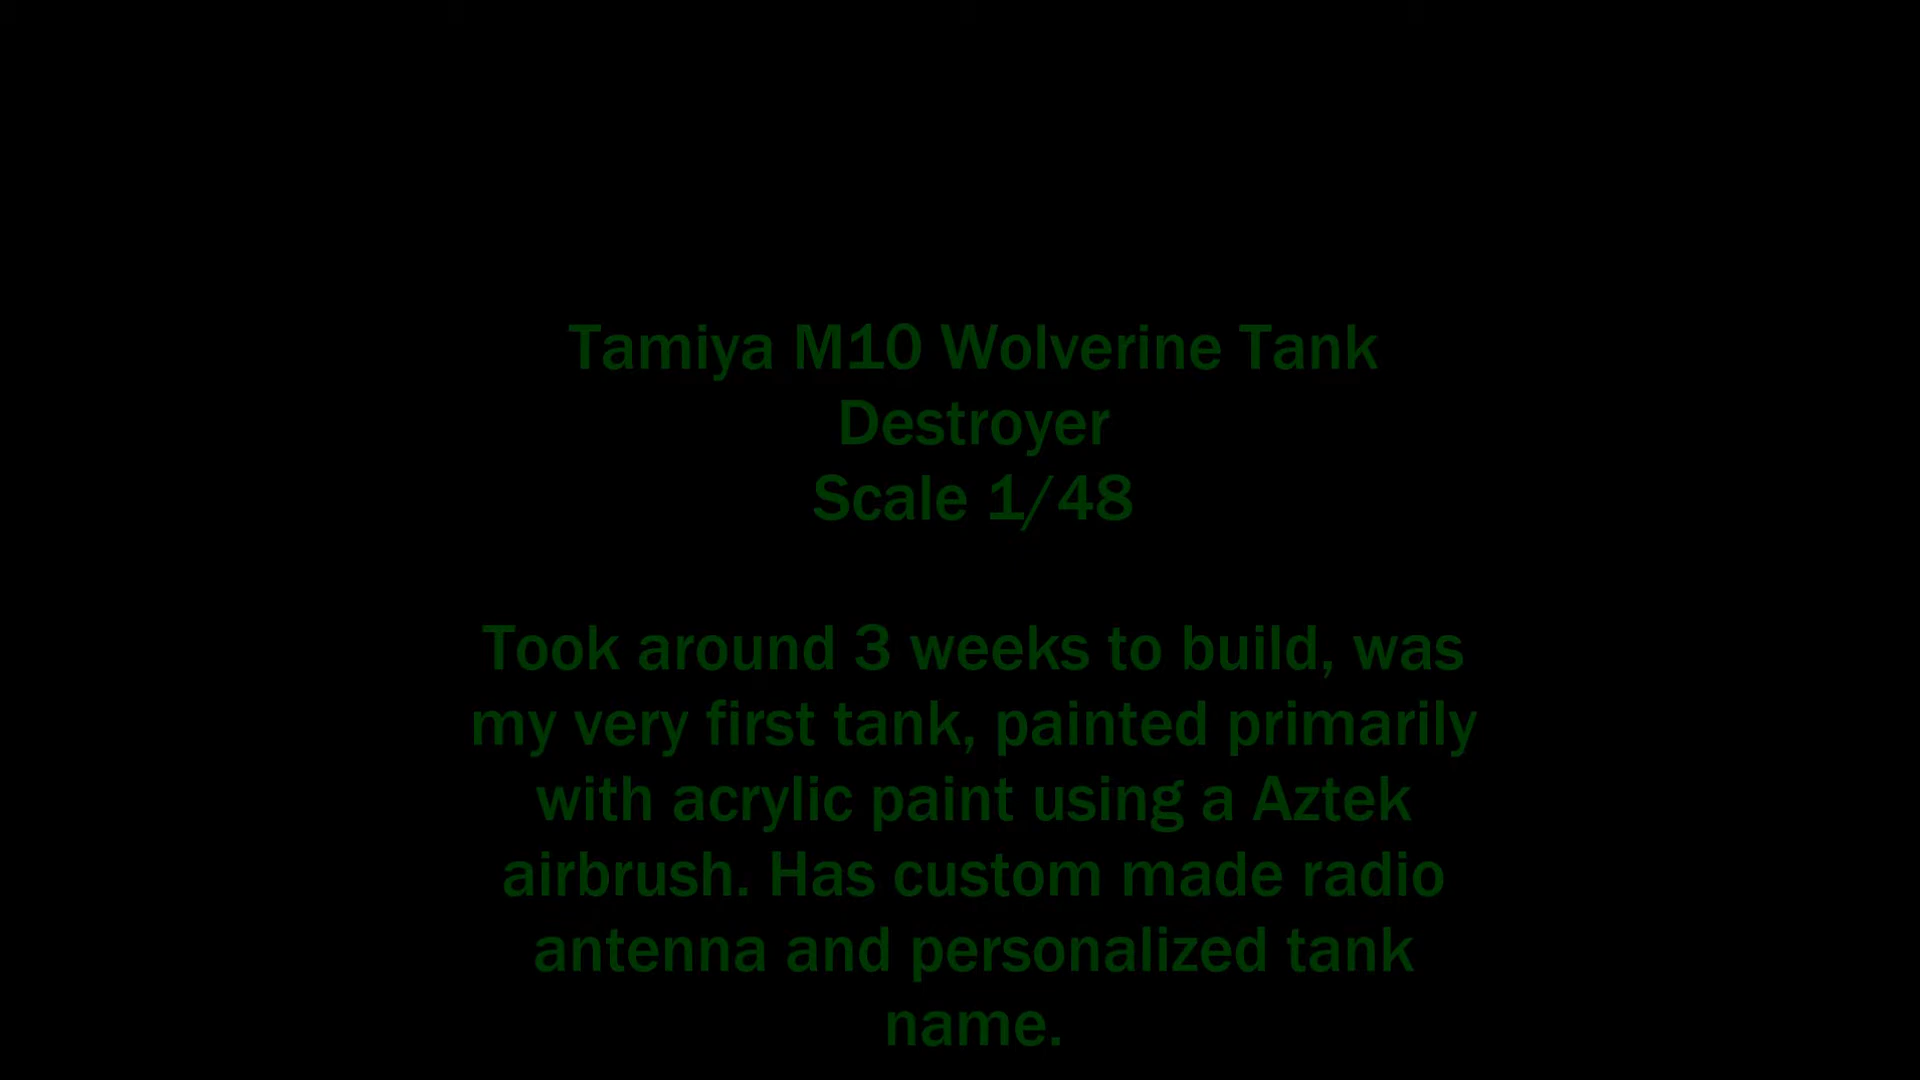 Tamiya M10 Wolverine Tank
Destroyer
Scale 1/48
Took around 3 weeks to build, was
my very first tank, painted primarily
with acrylic paint using a Aztek
airbrush. Has custom made radio
antenna and personalized tank
name.